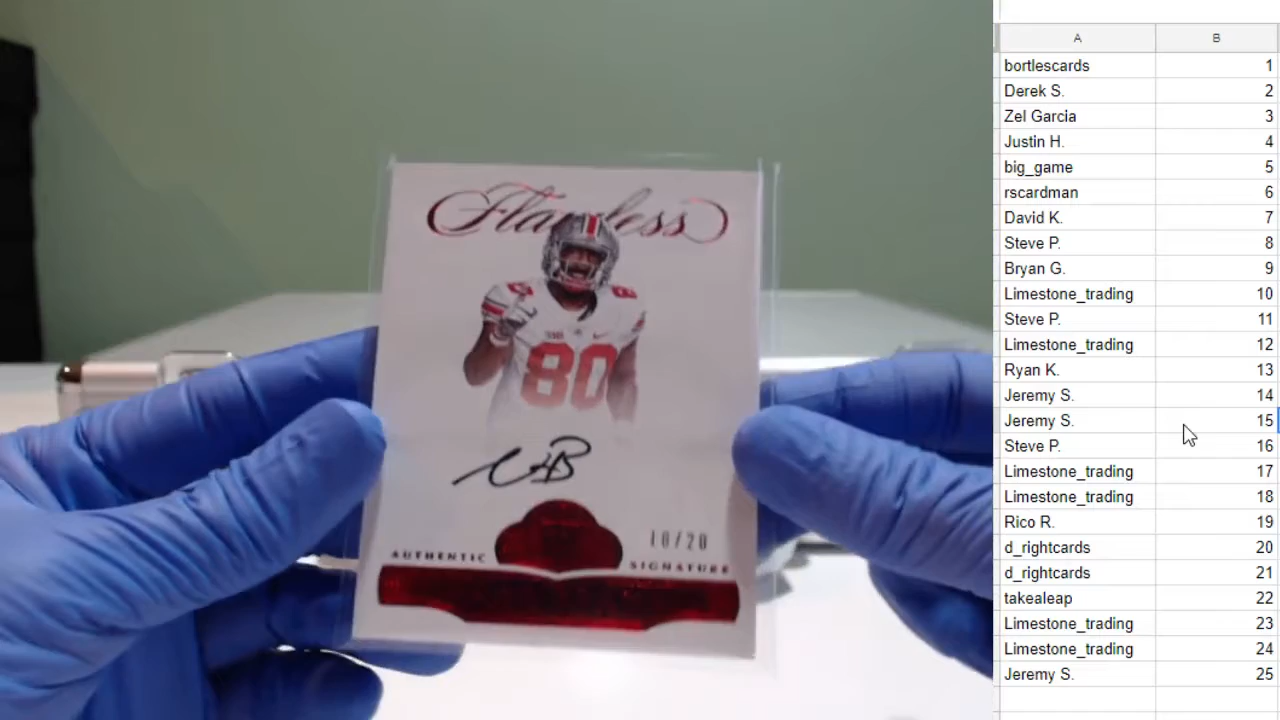 Flawless
80
10/20
AUTHENTIC SIGNATURE
A B
bortlescards 1
Derek S. 2
Zel Garcia 3
Justin H. 4
big_game 5
rscardman 6
David K. 7
Steve P. 8
Bryan G. 9
Limestone_trading 10
Steve P. 11
Limestone_trading 12
Ryan K. 13
Jeremy S. 14
Jeremy S. 15
Steve P. 16
Limestone_trading 17
Limestone_trading 18
Rico R. 19
d_rightcards 20
d_rightcards 21
takealeap 22
Limestone_trading 23
Limestone_trading 24
Jeremy S. 25